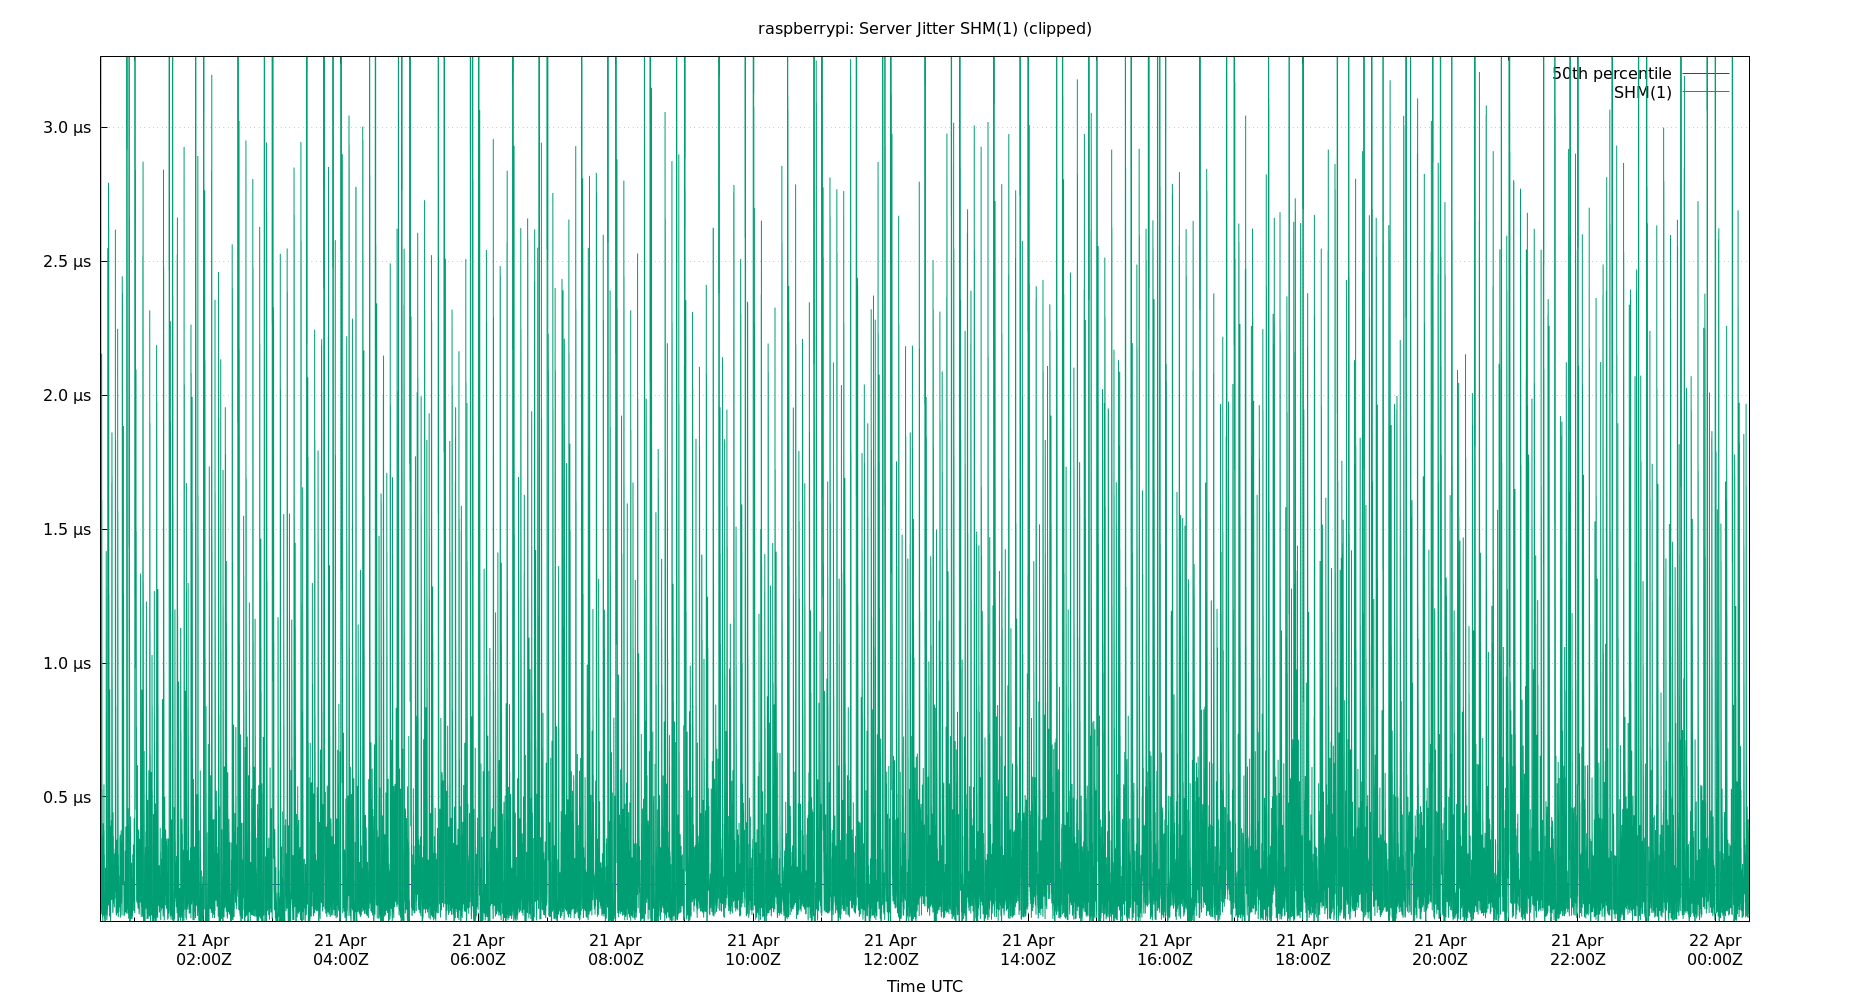 raspberrypi: Server Jitter SHM(1) (clipped)
50th percentile
SHM(1)
3.0 μs
2.5 μs
2.0 μs
1.5 μs
1.0 μs
0.5 μs
21 Apr 21 Apr 21 Apr 21 Apr 21 Apr 21 Apr 21 Apr 21 Apr 21 Apr 21 Apr 21 Apr 22 Apr
02:00Z 04:00Z 06:00Z 08:00Z 10:00Z 12:00Z 14:00Z 16:00Z 18:00Z 20:00Z 22:00Z 00:00Z
Time UTC